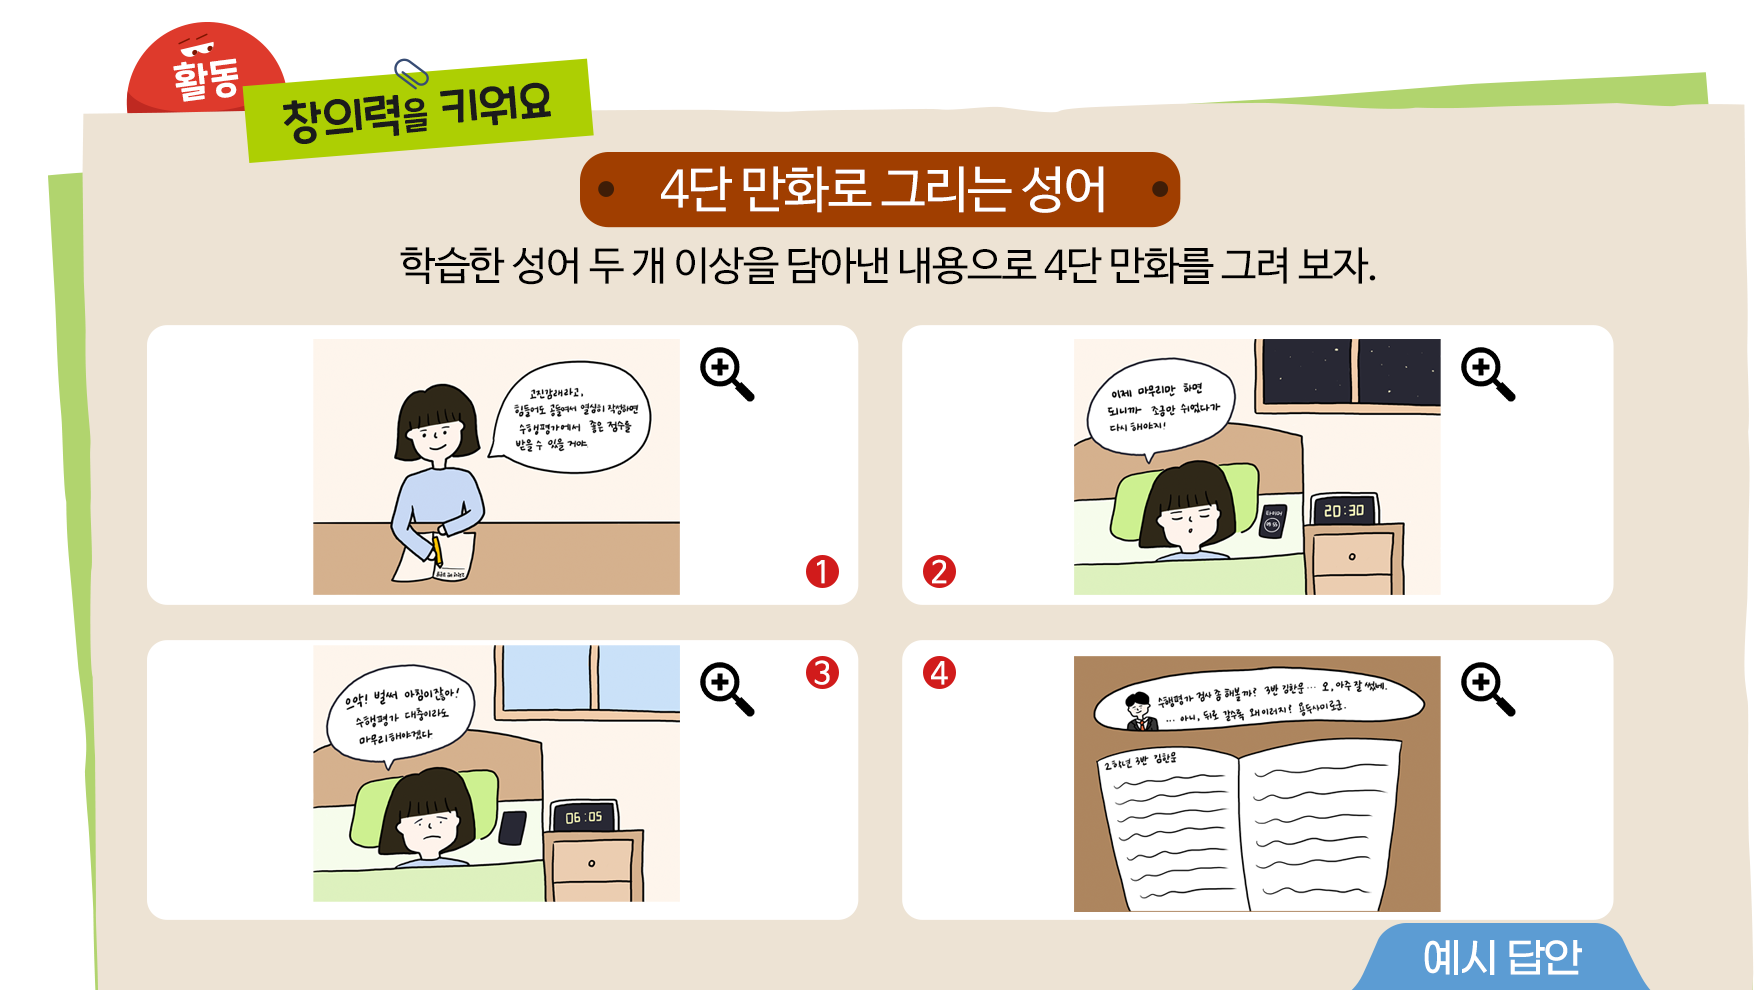 활동
창의력을 키워요
4단 만화로 그리는 성어
학습한 성어 두 개 이상을 담아낸 내용으로 4단 만화를 그려 보자.
고진감래라고,
힘들어도 공들여서 열심히 작성하면
수행평가에서 좋은 점수를
받을 수 있을 거야
1
이제 마무리만 하면
되니까 조금만 쉬었다가
다시 해야지!
20:30
2
으악! 벌써 아침이잖아!
수행평가 대충이라도
마무리해야겠다
06:05
3
4
수행평가 검사 좀 해볼까? 3반 김한운… 오, 아주 잘 썼네.
… 아니, 뒤로 갈수록 왜 이러지? 용두사미로군.
2학년 3반 김한운
예시 답안